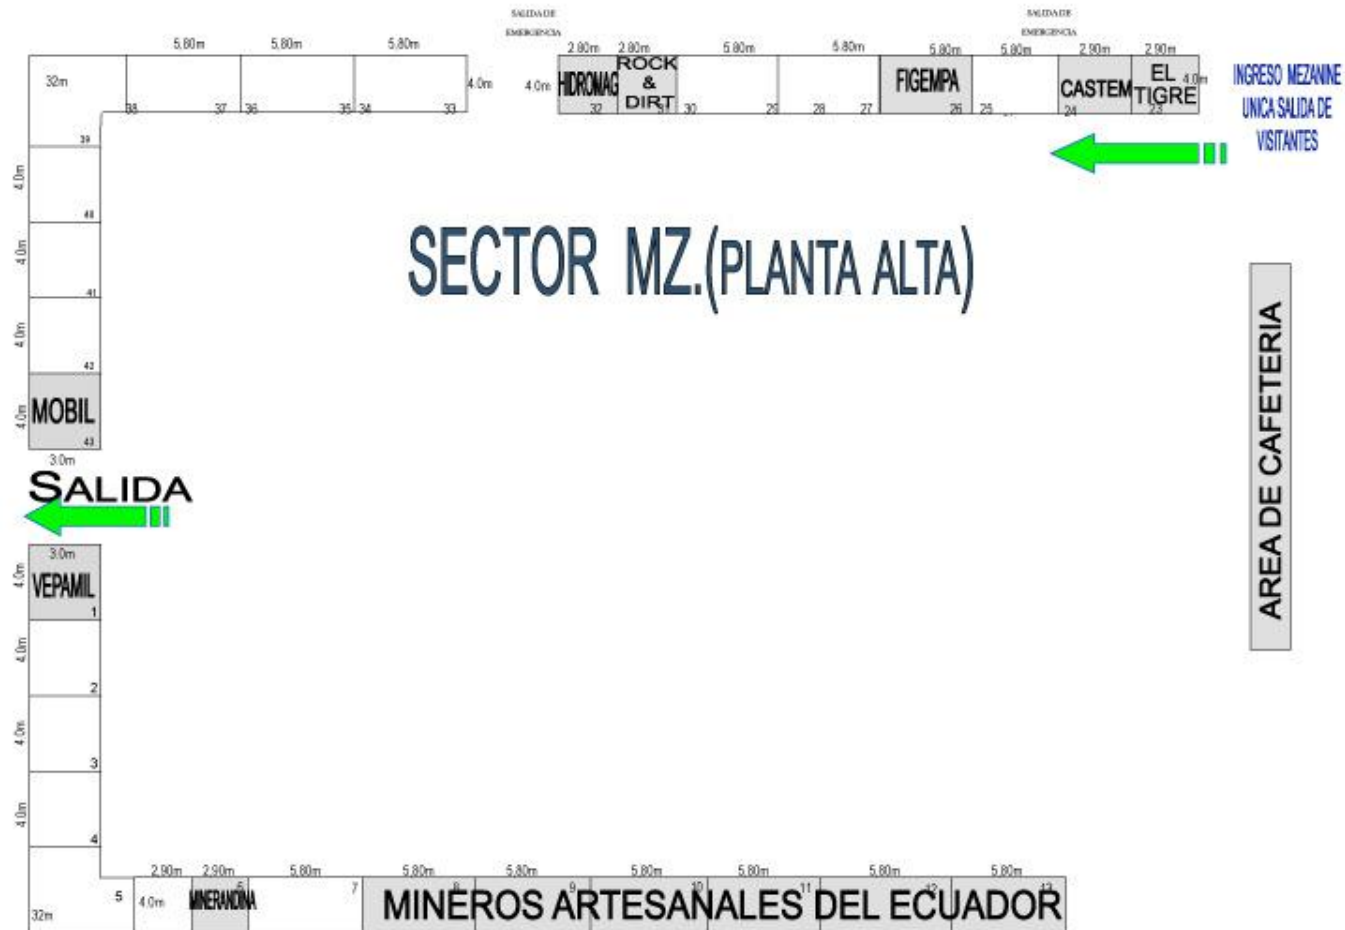 SALIDA DE
EMERGENCIA
SALIDA DE
EMERGENCIA
5.80m 5.80m 5.80m 2.80m 2.80m 5.80m 5.80m 5.80m 5.80m 2.90m 2.90m
32m 4.0m 4.0m HIDROMAG ROCK & DIRT FIGEMPA CASTEM EL TIGRE 4.0m
38 37 36 35 34 33 32 31 30 29 28 27 26 25 24 23
INGRESO MEZANINE
UNICA SALIDA DE
VISITANTES
39
4.0m
40
4.0m
41
4.0m
42
SECTOR MZ.(PLANTA ALTA)
4.0m MOBIL
43
3.0m
SALIDA
AREA DE CAFETERIA
3.0m
4.0m VEPAMIL
1
4.0m
2
4.0m
3
4.0m
4
2.90m 2.90m 5.80m 5.80m 5.80m 5.80m 5.80m 5.80m 5.80m
5 6 7 8 9 10 11 12 13
32m 4.0m MINERANDINA MINEROS ARTESANALES DEL ECUADOR